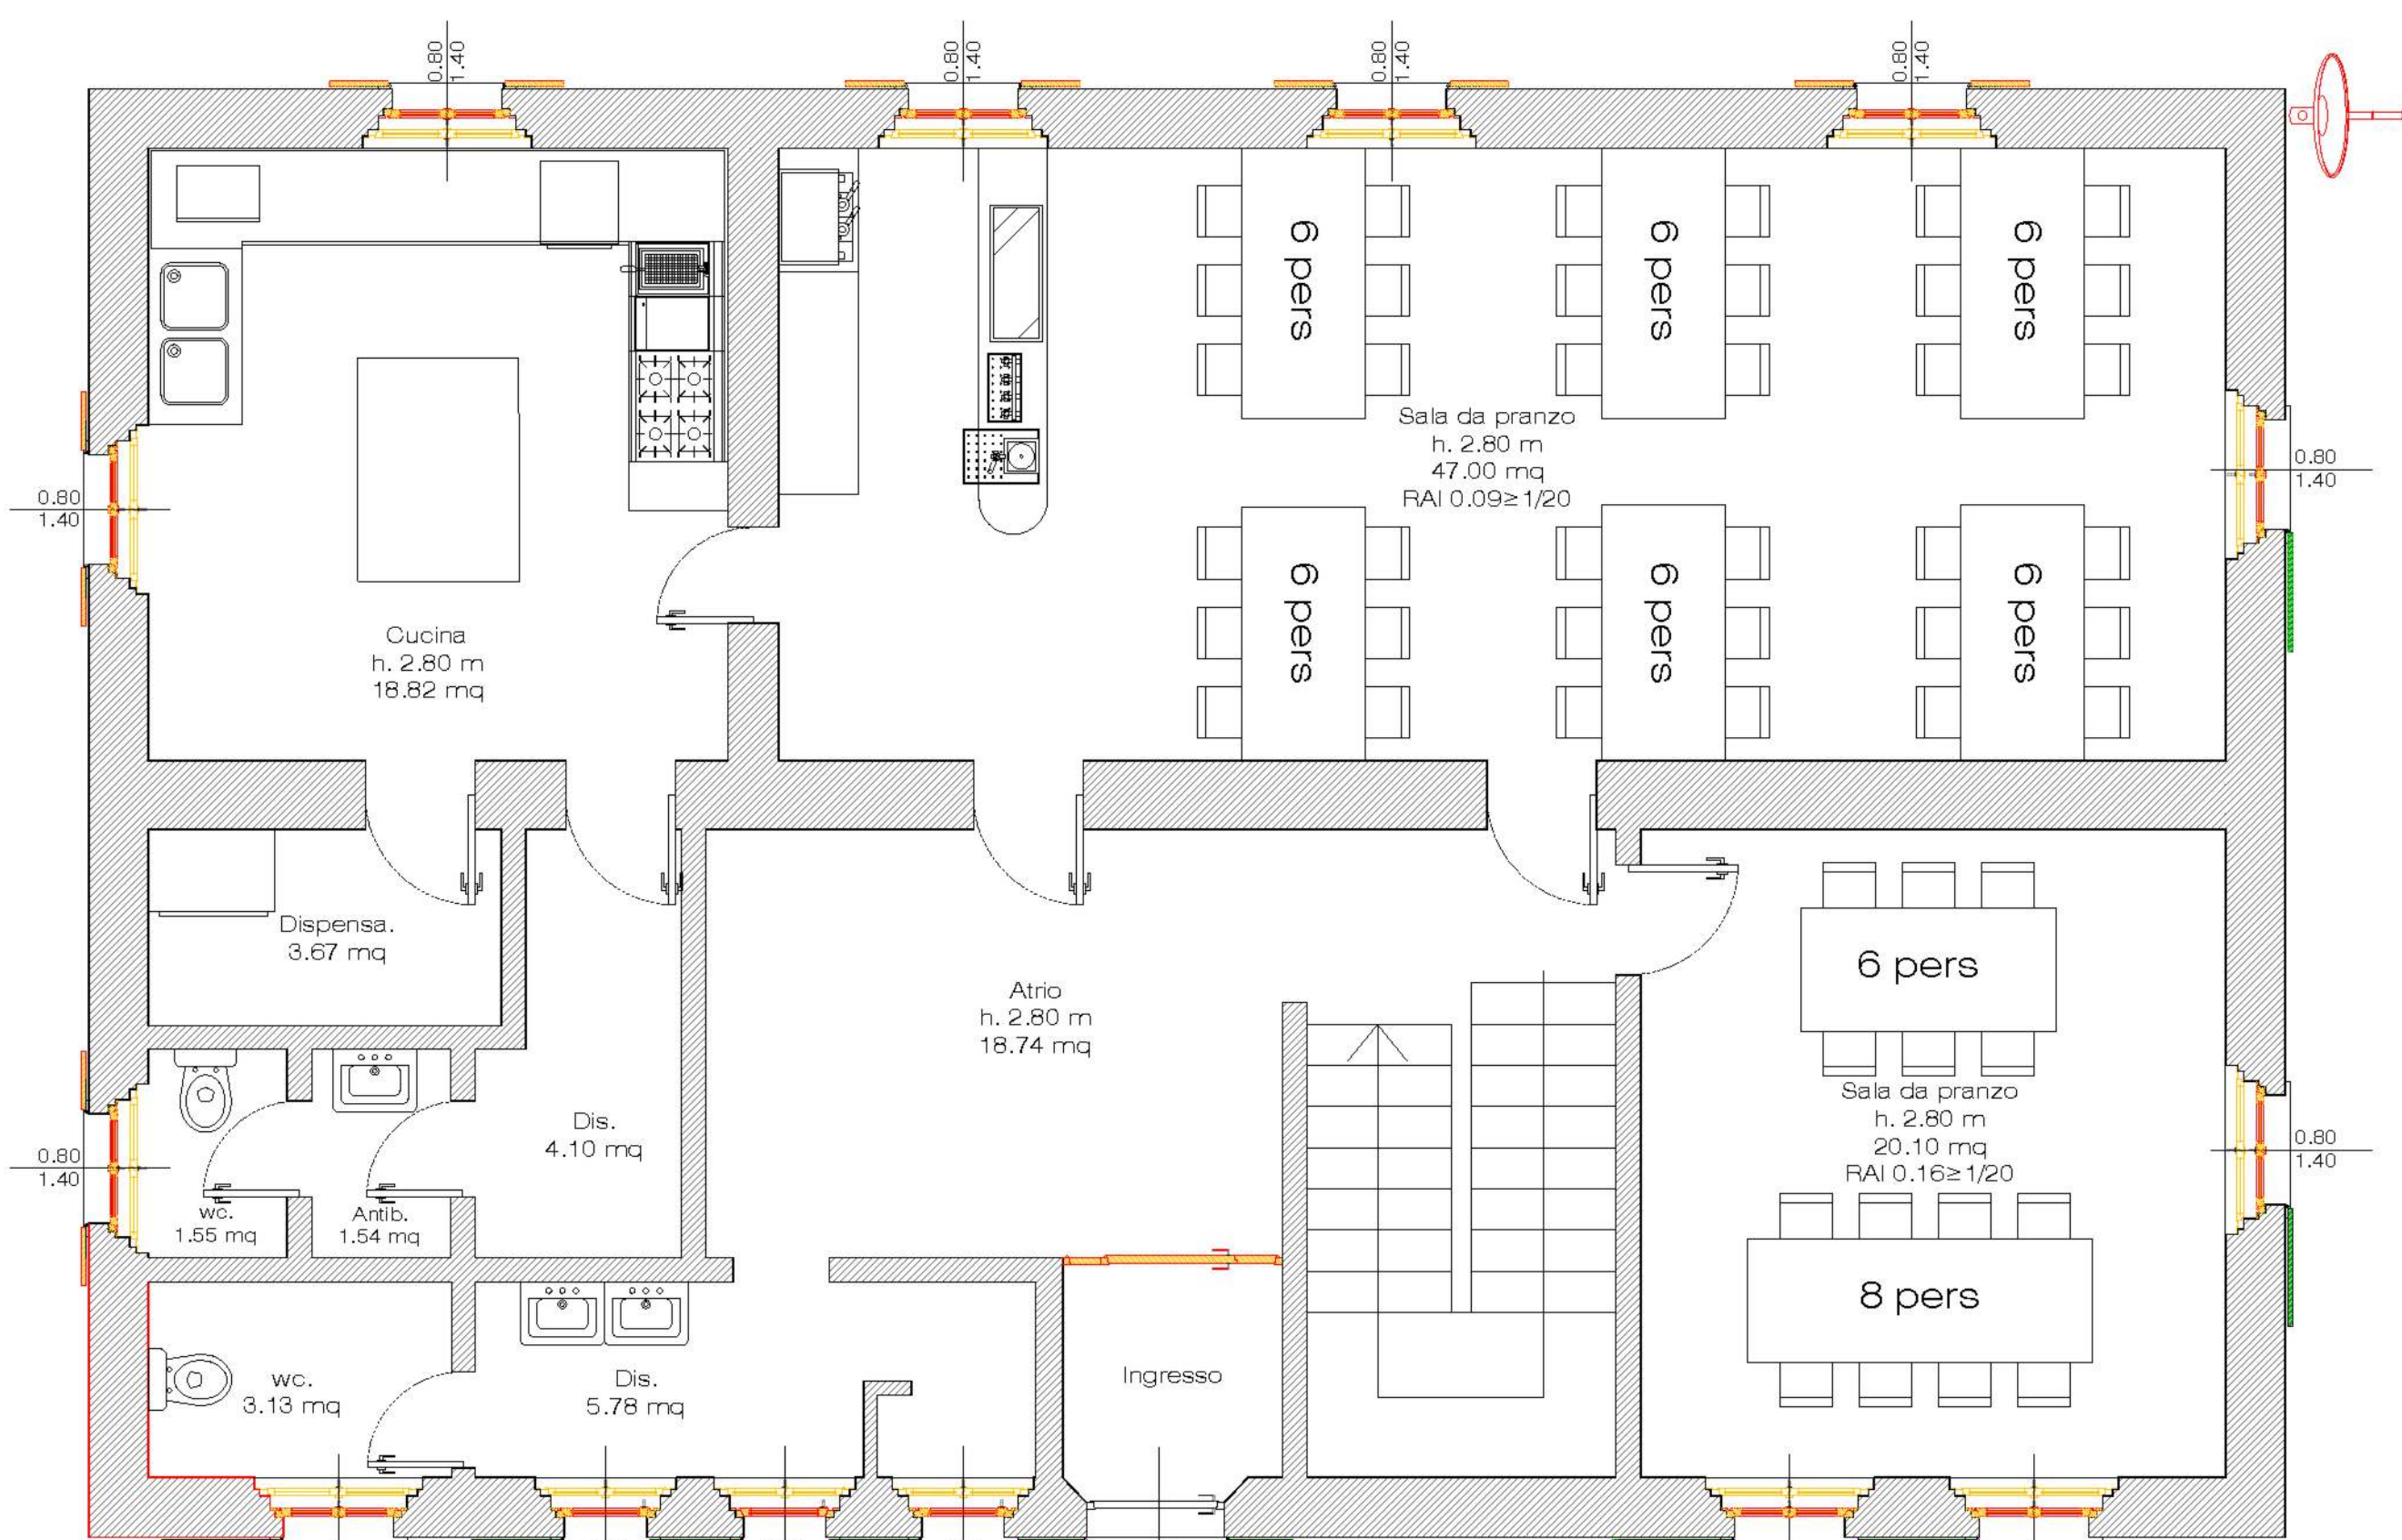 0.80
1.40
0.80
1.40
0.80
1.40
0.80
1.40
6 pers
6 pers
6 pers
Sala da pranzo
h. 2.80 m
47.00 mq
RAI 0.09≥1/20
0.80
1.40
0.80
1.40
6 pers
6 pers
6 pers
Cucina
h. 2.80 m
18.82 mq
Dispensa.
3.67 mq
6 pers
Atrio
h. 2.80 m
18.74 mq
Sala da pranzo
h. 2.80 m
20.10 mq
RAI 0.16≥1/20
Dis.
4.10 mq
0.80
1.40
0.80
1.40
wc.
1.55 mq
Antib.
1.54 mq
8 pers
wc.
3.13 mq
Dis.
5.78 mq
Ingresso